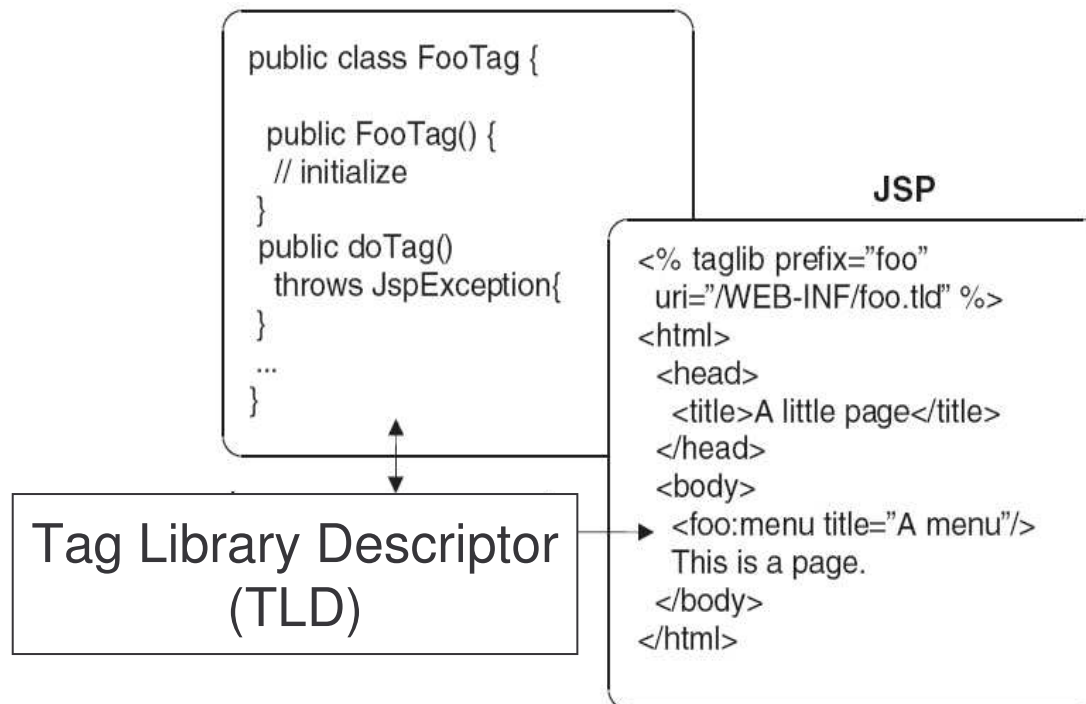 public class FooTag {
public FooTag() {
// initialize
}
public doTag()
throws JspException{
}
...
}
JSP
<% taglib prefix=”foo”
uri=”/WEB-INF/foo.tld” %>
<html>
<head>
<title>A little page</title>
</head>
<body>
<foo:menu title=”A menu”/>
This is a page.
</body>
</html>
Tag Library Descriptor
(TLD)